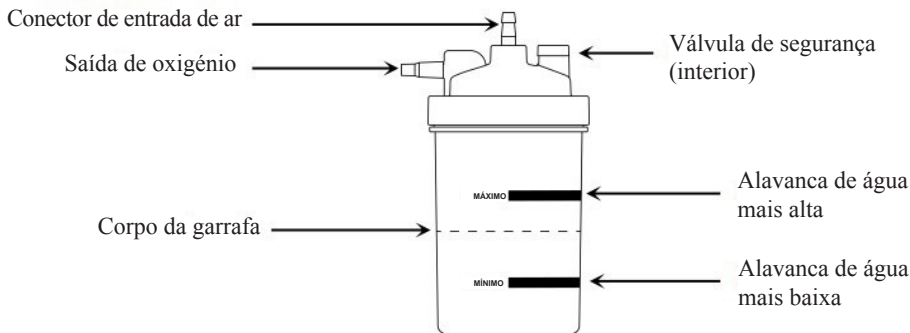 Conector de entrada de ar
Saída de oxigénio
Válvula de segurança
(interior)
MÁXIMO
Alavanca de água
mais alta
Corpo da garrafa
MÍNIMO
Alavanca de água
mais baixa